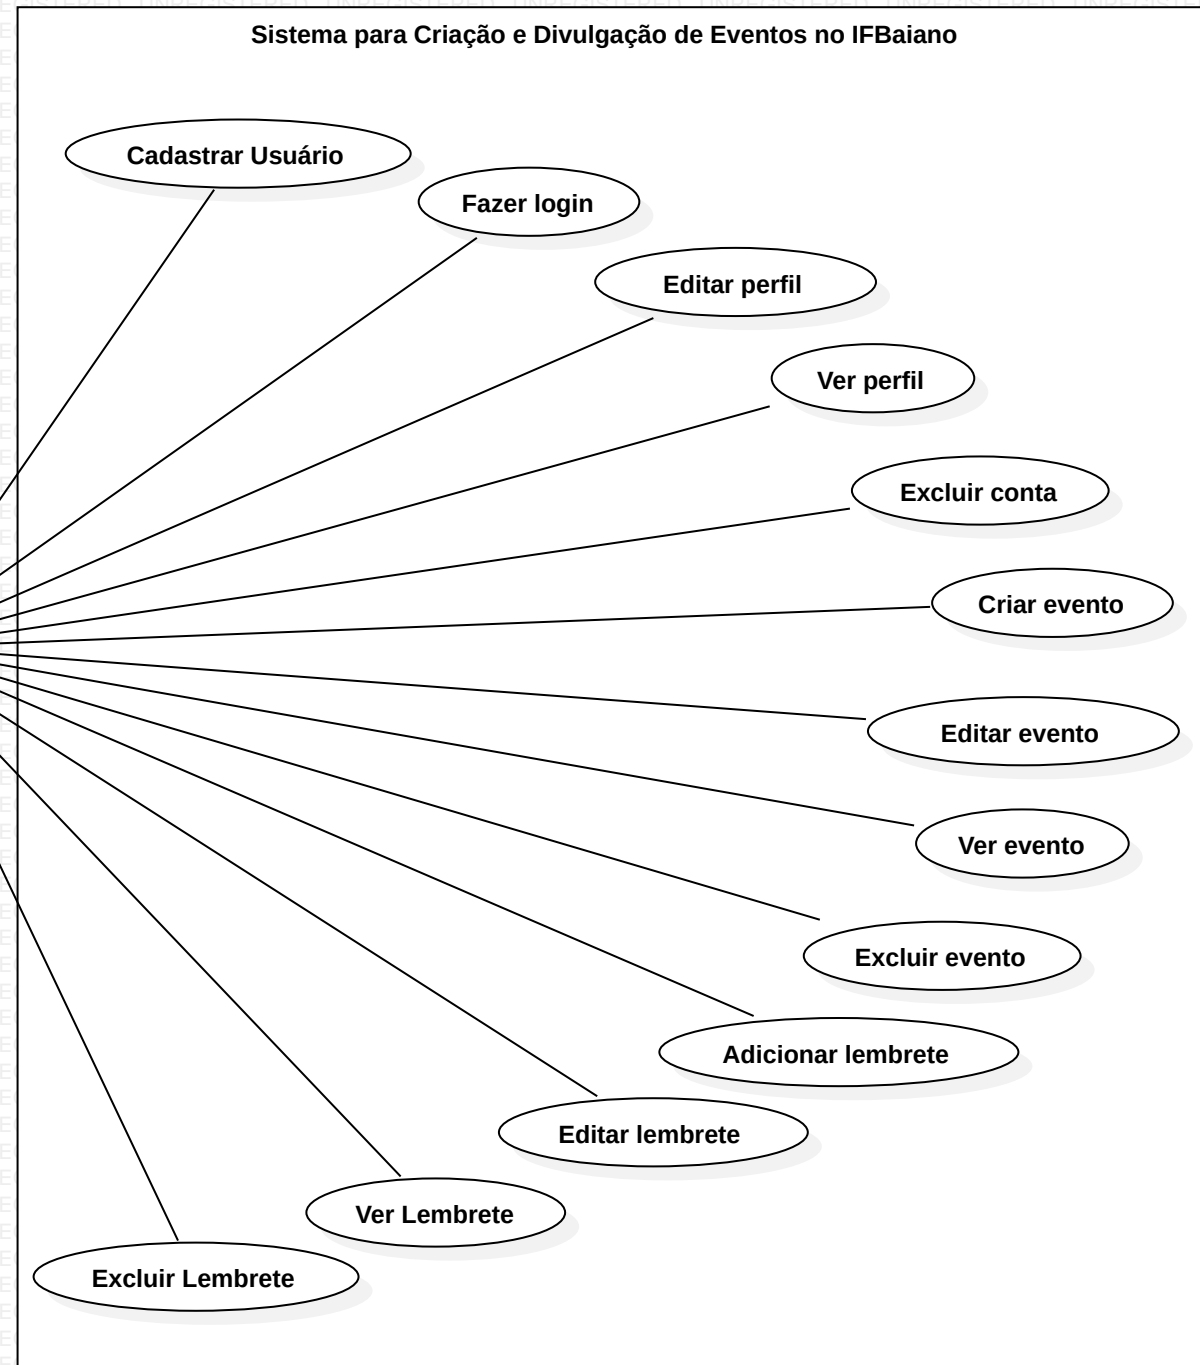 Sistema para Criação e Divulgação de Eventos no IFBaiano
Cadastrar Usuário
Fazer login
Editar perfil
Ver perfil
Excluir conta
Criar evento
Editar evento
Ver evento
Excluir evento
Adicionar lembrete
Editar lembrete
Ver Lembrete
Excluir Lembrete